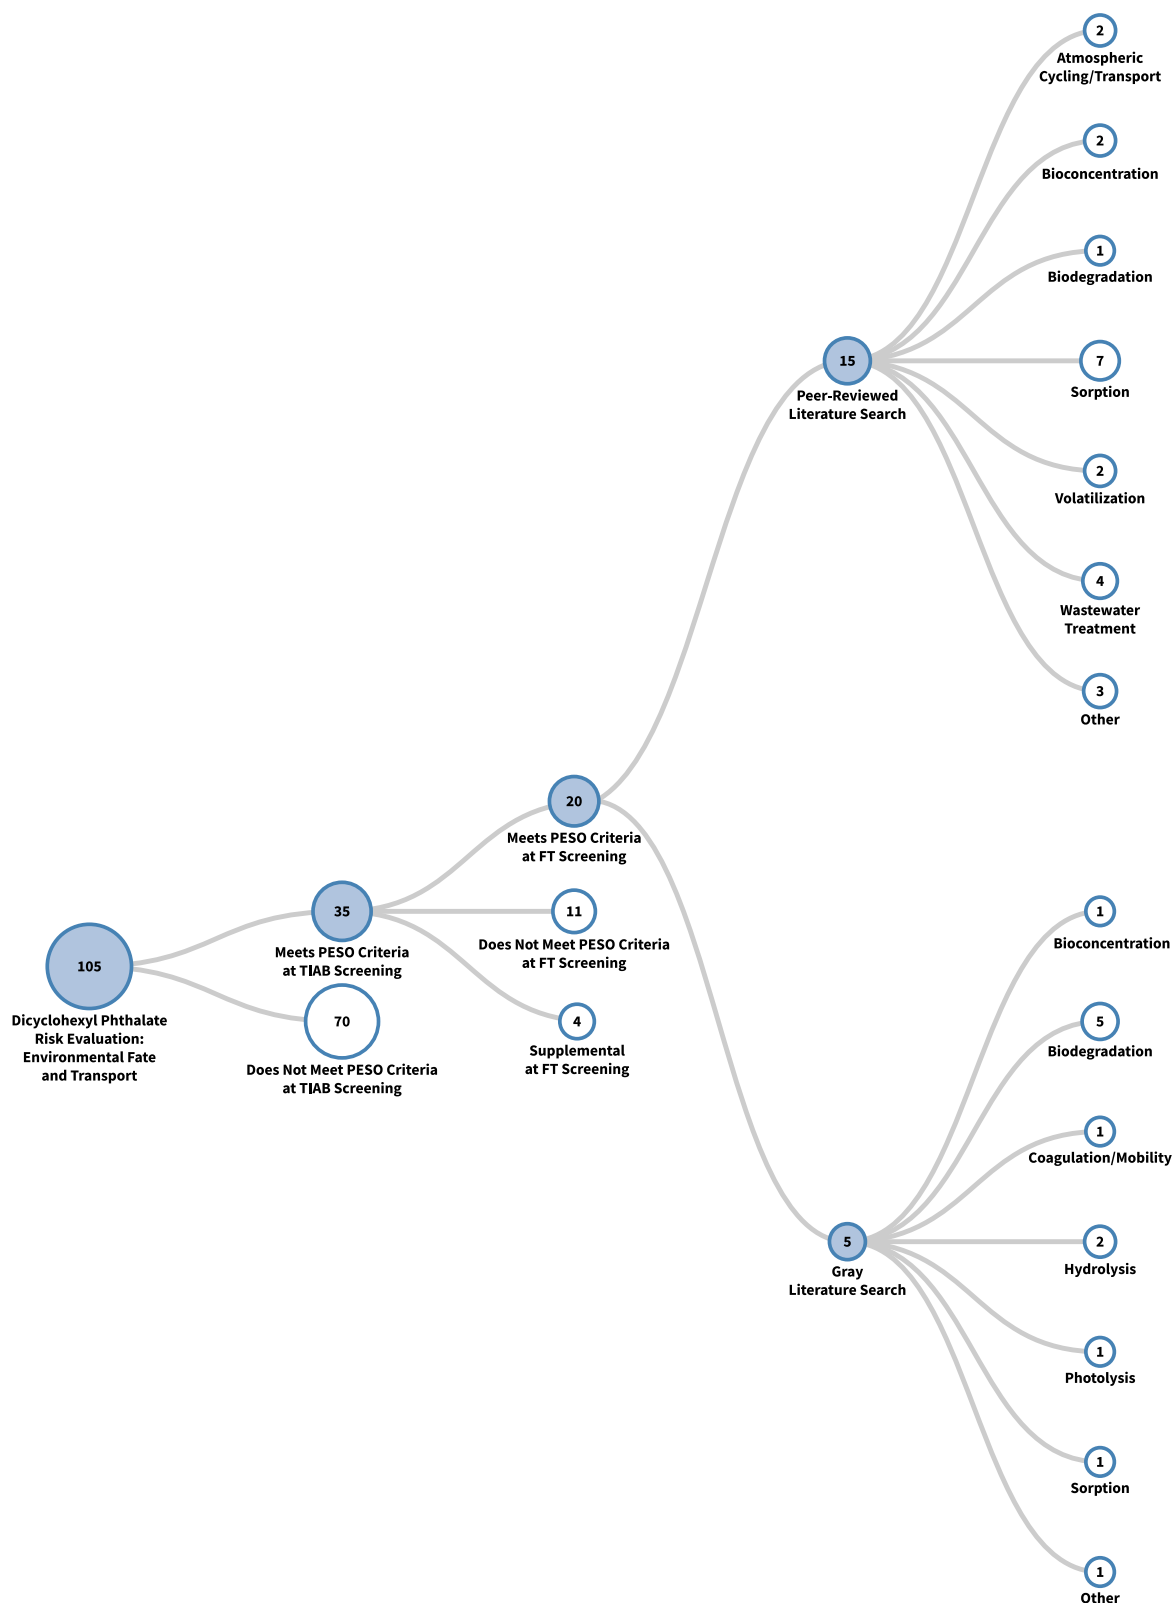 2
Atmospheric
Cycling/Transport
2
Bioconcentration
1
Biodegradation
15
Peer-Reviewed
Literature Search
7
Sorption
2
Volatilization
4
Wastewater
Treatment
3
Other
20
Meets PESO Criteria
at FT Screening
35
Meets PESO Criteria
at TIAB Screening
11
Does Not Meet PESO Criteria
at FT Screening
105
Dicyclohexyl Phthalate
Risk Evaluation:
Environmental Fate
and Transport
70
Does Not Meet PESO Criteria
at TIAB Screening
4
Supplemental
at FT Screening
1
Bioconcentration
5
Biodegradation
1
Coagulation/Mobility
5
Gray
Literature Search
2
Hydrolysis
1
Photolysis
1
Sorption
1
Other